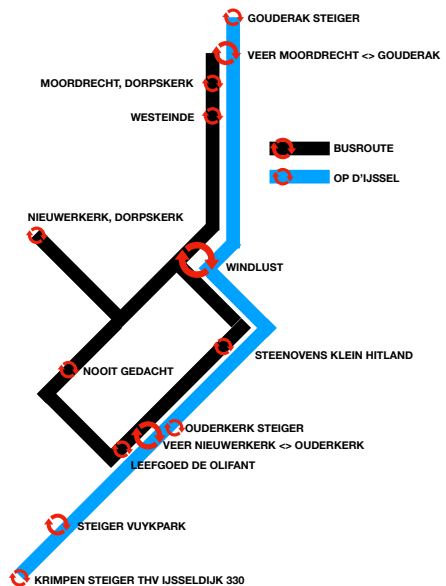 GOUDERAK STEIGER
VEER MOORDRECHT <> GOUDERAK
MOORDRECHT, DORPSKERK
WESTEINDE
BUSROUTE
OP D'IJSSEL
NIEUWERKERK, DORPSKERK
WINDLUST
STEENOVENS KLEIN HITLAND
NOOIT GEDACHT
OUDERKERK STEIGER
VEER NIEUWERKERK <> OUDERKERK
LEEFGOED DE OLIFANT
STEIGER VUYKPARK
KRIMPEN STEIGER THV IJSSELDIJK 330